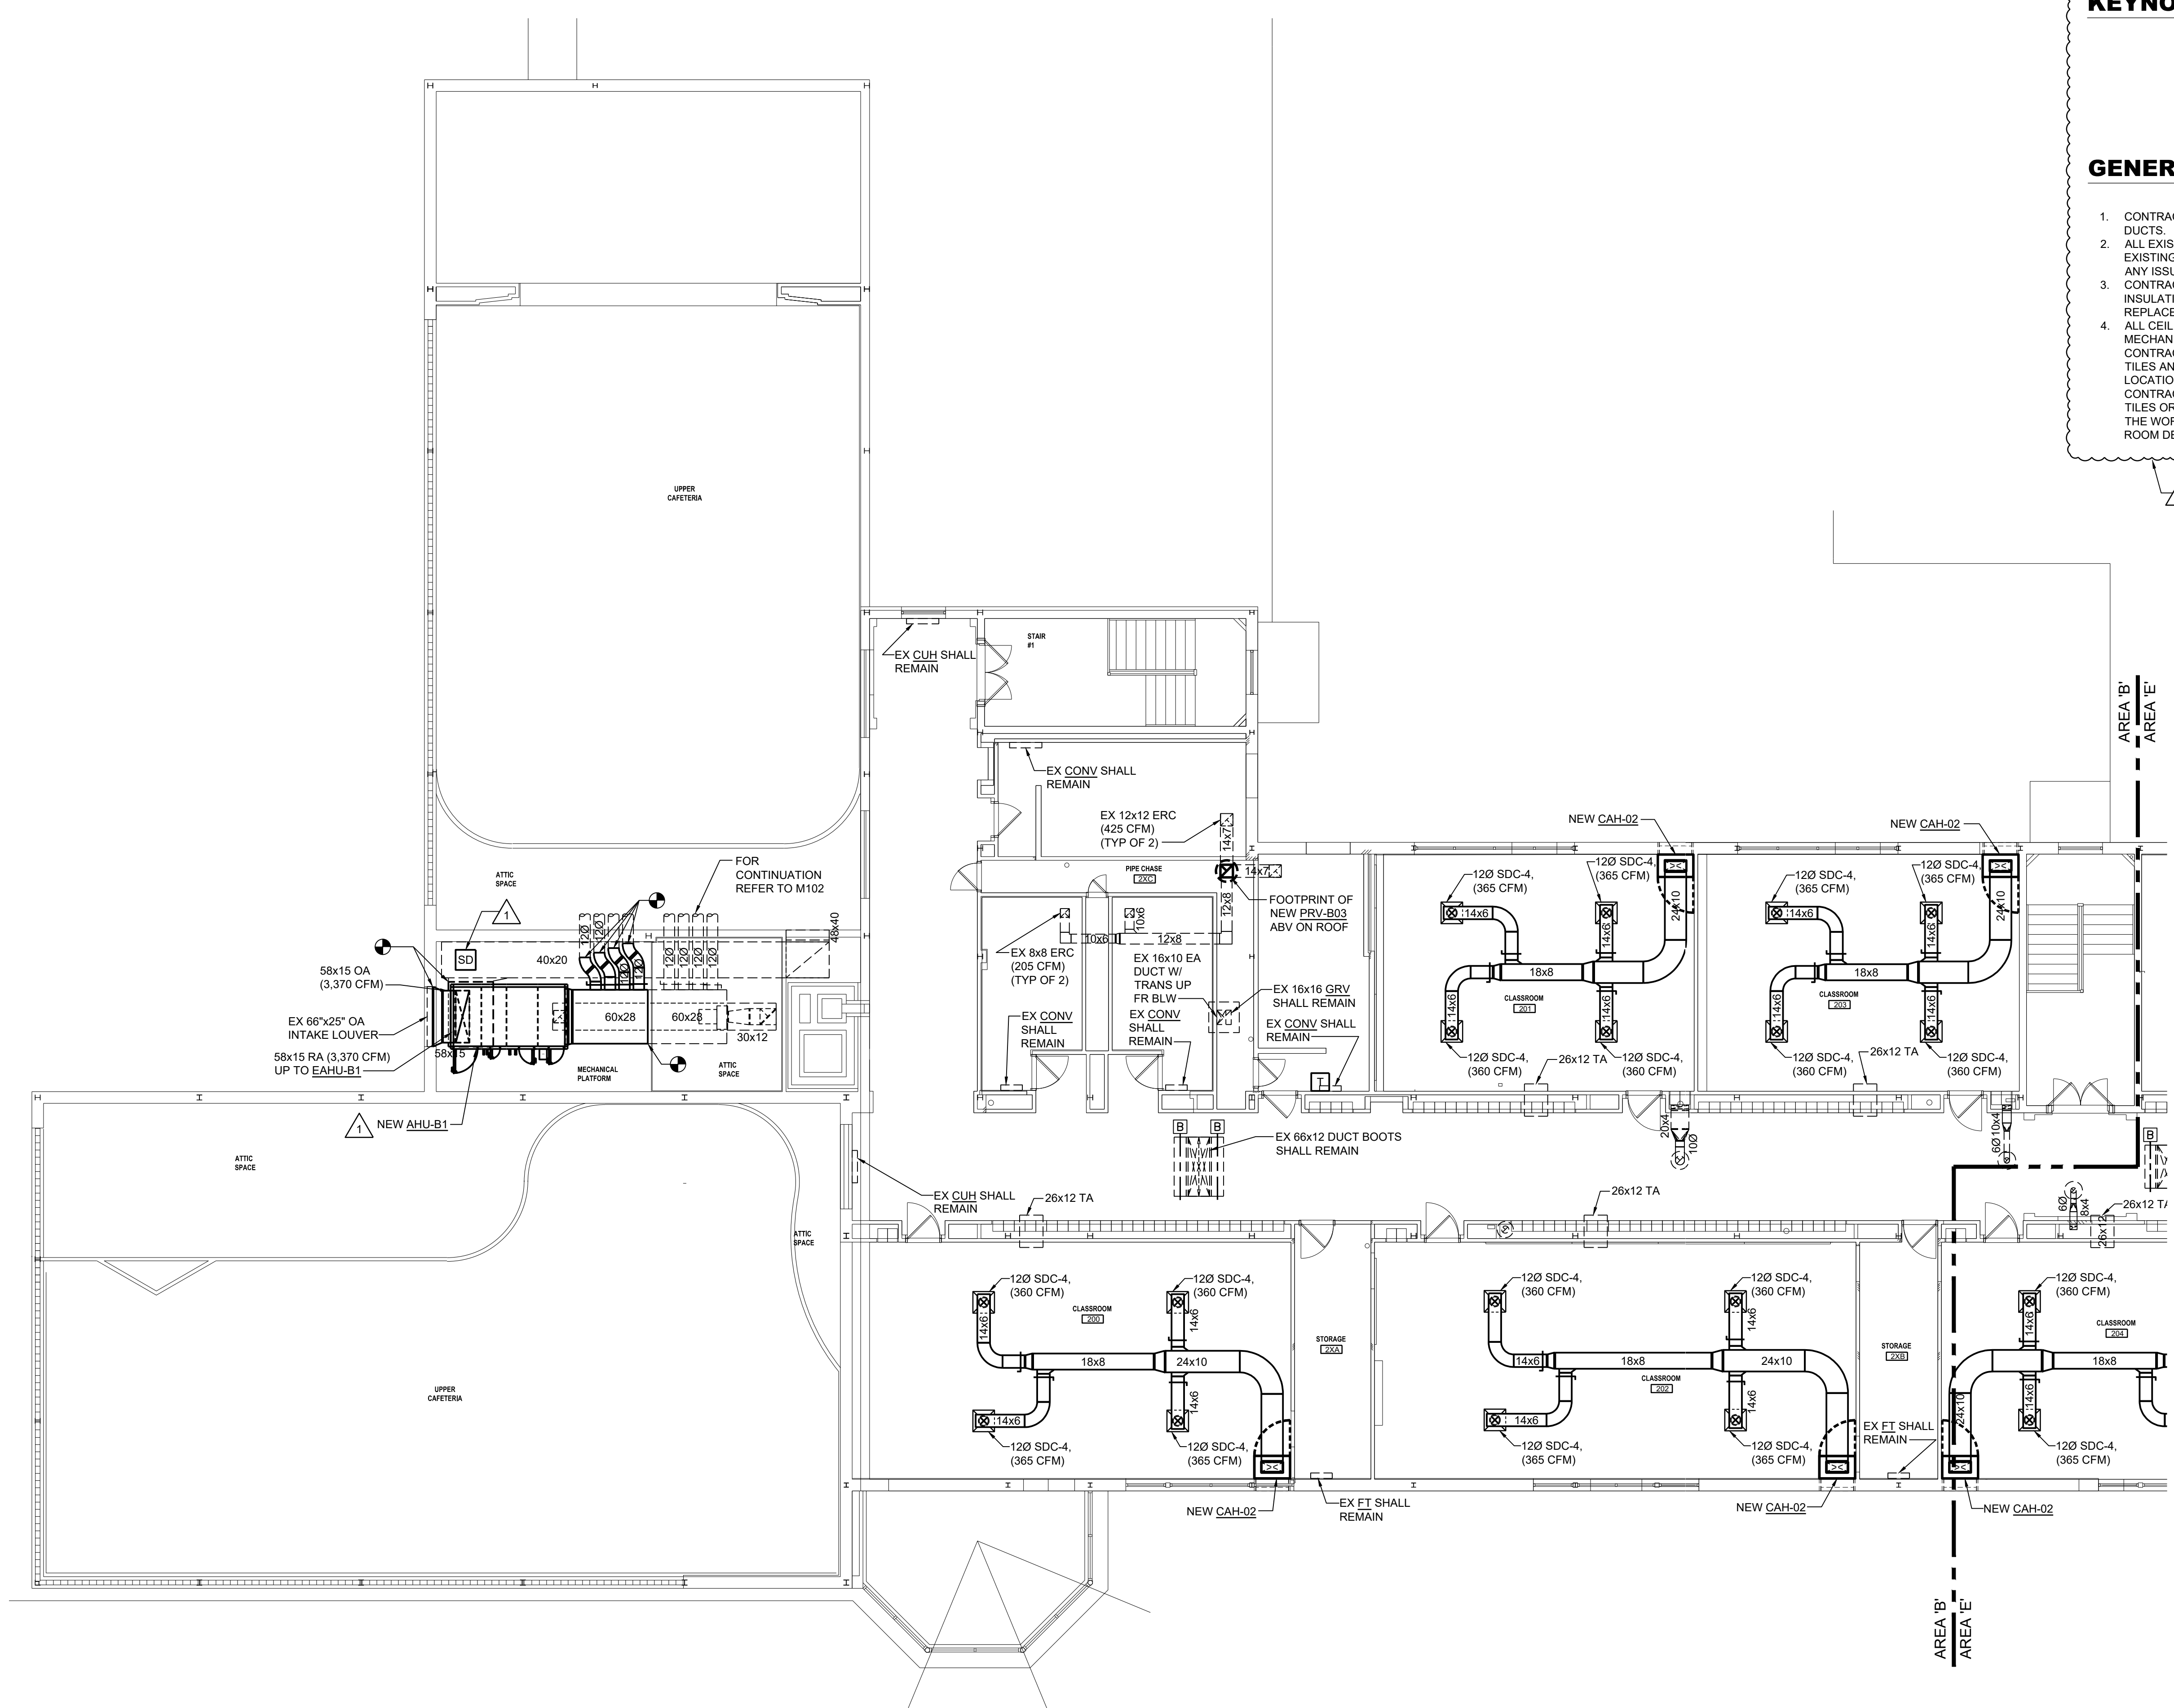 KEYNO
GENER
1. CONTRAC
DUCTS.
2. ALL EXIS
EXISTING
ANY ISSU
3. CONTRAC
INSULATI
REPLACE
4. ALL CEIL
MECHAN
CONTRAC
TILES AN
LOCATIO
CONTRAC
TILES OR
THE WOR
ROOM DE
UPPER
CAFETERIA
STAIR
#1
EX CUH SHALL
REMAIN
EX CONV SHALL
REMAIN
AREA 'B'
AREA 'E'
EX 12x12 ERC
(425 CFM)
(TYP OF 2)
14x7
14x7
PIPE CHASE
2XC
12x8
FOOTPRINT OF
NEW PRV-B03
ABV ON ROOF
FOR
CONTINUATION
REFER TO M102
ATTIC
SPACE
1
SD
40x20
48x40
12Ø
12Ø
12Ø
12Ø
12Ø
12Ø
12Ø
12Ø
58x15 OA
(3,370 CFM)
EX 66"x25" OA
INTAKE LOUVER
58x15 RA (3,370 CFM)
UP TO EAHU-B1
58x15
60x28
60x28
30x12
MECHANICAL
PLATFORM
ATTIC
SPACE
1
NEW AHU-B1
EX 8x8 ERC
(205 CFM)
(TYP OF 2)
10x6
10x6
12x8
EX 16x10 EA
DUCT W/
TRANS UP
FR BLW
EX 16x16 GRV
SHALL REMAIN
EX CONV
SHALL
REMAIN
EX CONV
SHALL
REMAIN
EX CONV SHALL
REMAIN
T
NEW CAH-02
12Ø SDC-4,
(365 CFM)
12Ø SDC-4,
(365 CFM)
14x6
14x6
24x10
18x8
CLASSROOM
201
14x6
14x6
12Ø SDC-4,
(360 CFM)
26x12 TA
12Ø SDC-4,
(360 CFM)
NEW CAH-02
12Ø SDC-4,
(365 CFM)
12Ø SDC-4,
(365 CFM)
14x6
14x6
24x10
18x8
CLASSROOM
203
14x6
14x6
12Ø SDC-4,
(360 CFM)
26x12 TA
12Ø SDC-4,
(360 CFM)
20x4
10Ø
10x4
6Ø
B
B
EX 66x12 DUCT BOOTS
SHALL REMAIN
B
ATTIC
SPACE
ATTIC
SPACE
EX CUH SHALL
REMAIN
26x12 TA
26x12 TA
6Ø
8x4
26x12 TA
26x12
UPPER
CAFETERIA
12Ø SDC-4,
(360 CFM)
12Ø SDC-4,
(360 CFM)
CLASSROOM
200
14x6
14x6
18x8
24x10
14x6
14x6
12Ø SDC-4,
(365 CFM)
12Ø SDC-4,
(365 CFM)
NEW CAH-02
STORAGE
2XA
EX FT SHALL
REMAIN
12Ø SDC-4,
(360 CFM)
12Ø SDC-4,
(360 CFM)
14x6
14x6
18x8
24x10
CLASSROOM
202
14x6
14x6
12Ø SDC-4,
(365 CFM)
12Ø SDC-4,
(365 CFM)
NEW CAH-02
STORAGE
2XB
EX FT SHALL
REMAIN
12Ø SDC-4,
(360 CFM)
CLASSROOM
204
14x6
18x8
14x6
24x10
12Ø SDC-4,
(365 CFM)
NEW CAH-02
AREA 'B'
AREA 'E'